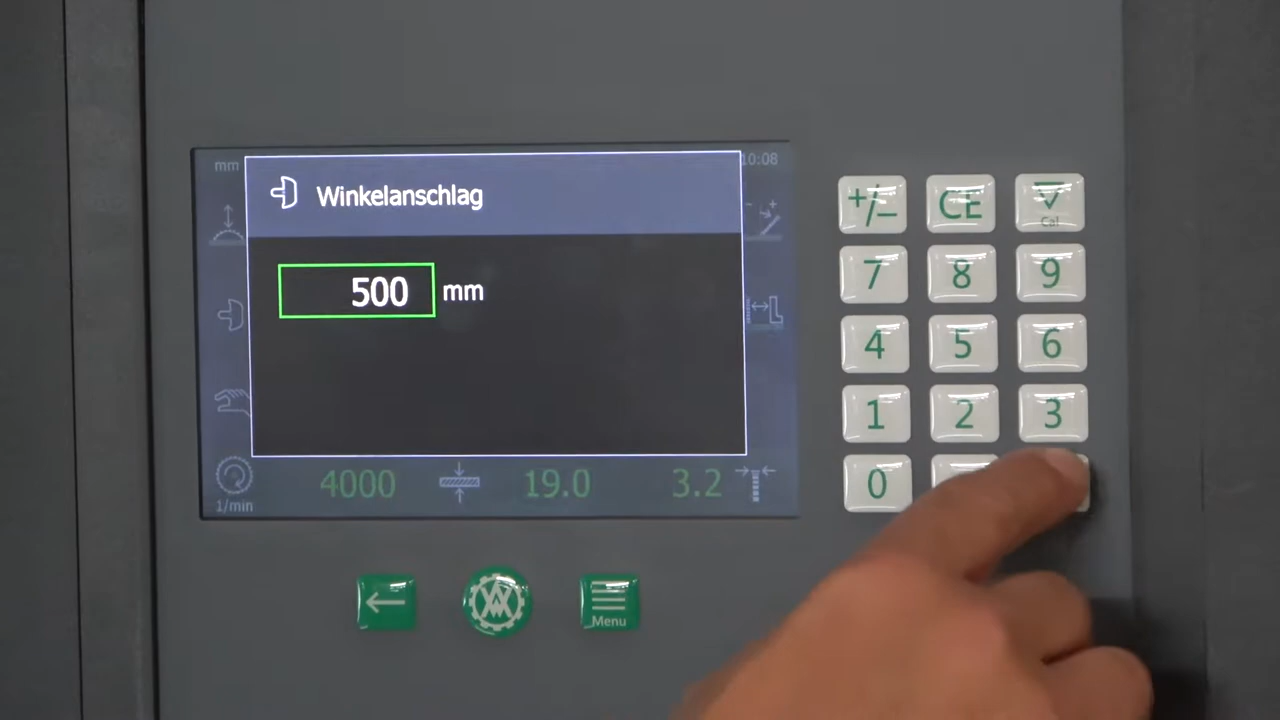 mm
10:08
Winkelanschlag
500 mm
4000
19.0
3.2
1/min
+/− CE Cal
7 8 9
4 5 6
1 2 3
0
Menu